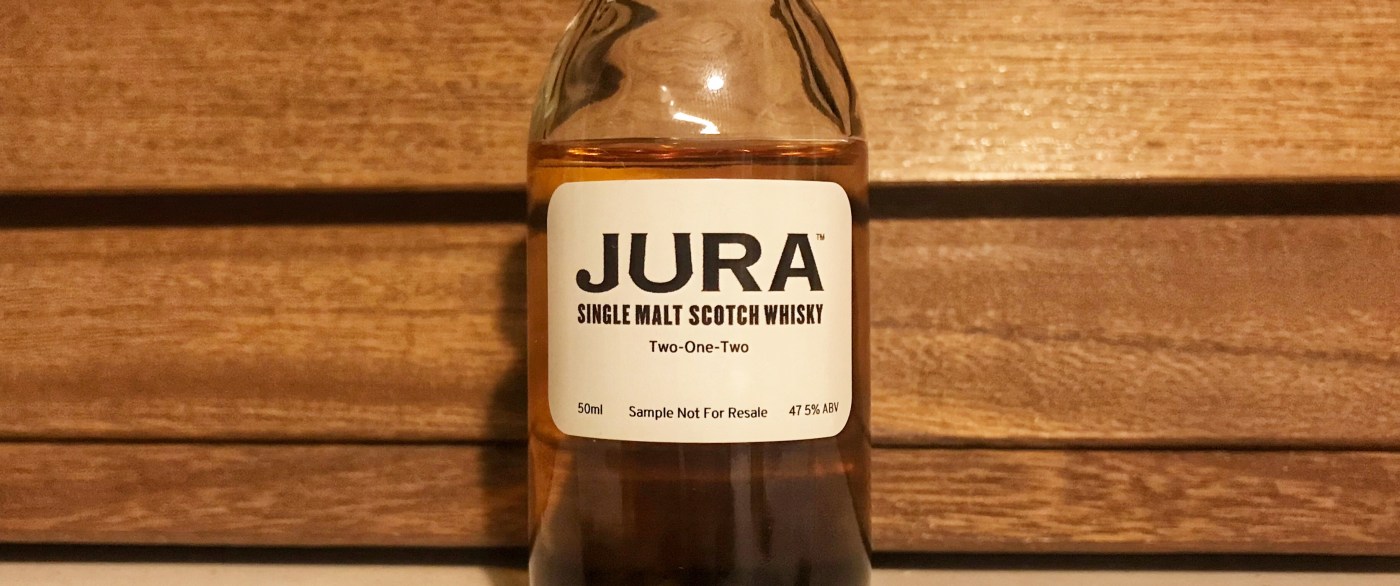 JURA™
SINGLE MALT SCOTCH WHISKY
Two-One-Two
50ml Sample Not For Resale 47 5% ABV